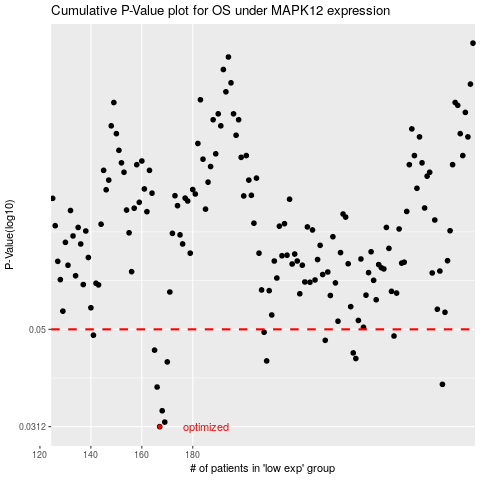 Cumulative P-Value plot for OS under MAPK12 expression
P-Value(log10)
0.05
0.0312
optimized
120 140 160 180
# of patients in 'low exp' group